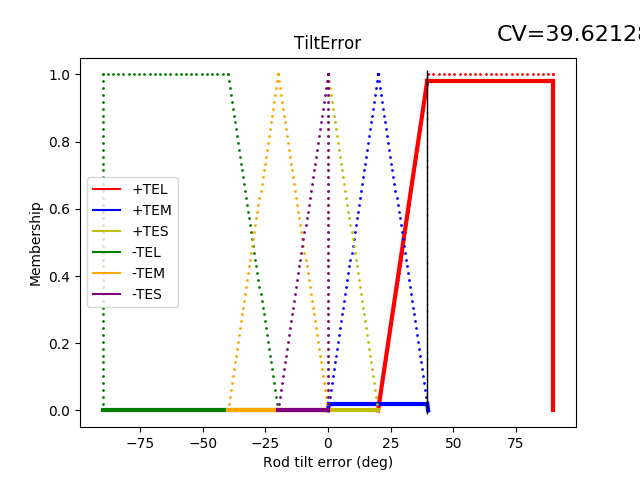 CV=39.62128
TiltError
1.0
0.8
0.6
0.4
0.2
0.0
Membership
+TEL
+TEM
+TES
-TEL
-TEM
-TES
−75 −50 −25 0 25 50 75
Rod tilt error (deg)